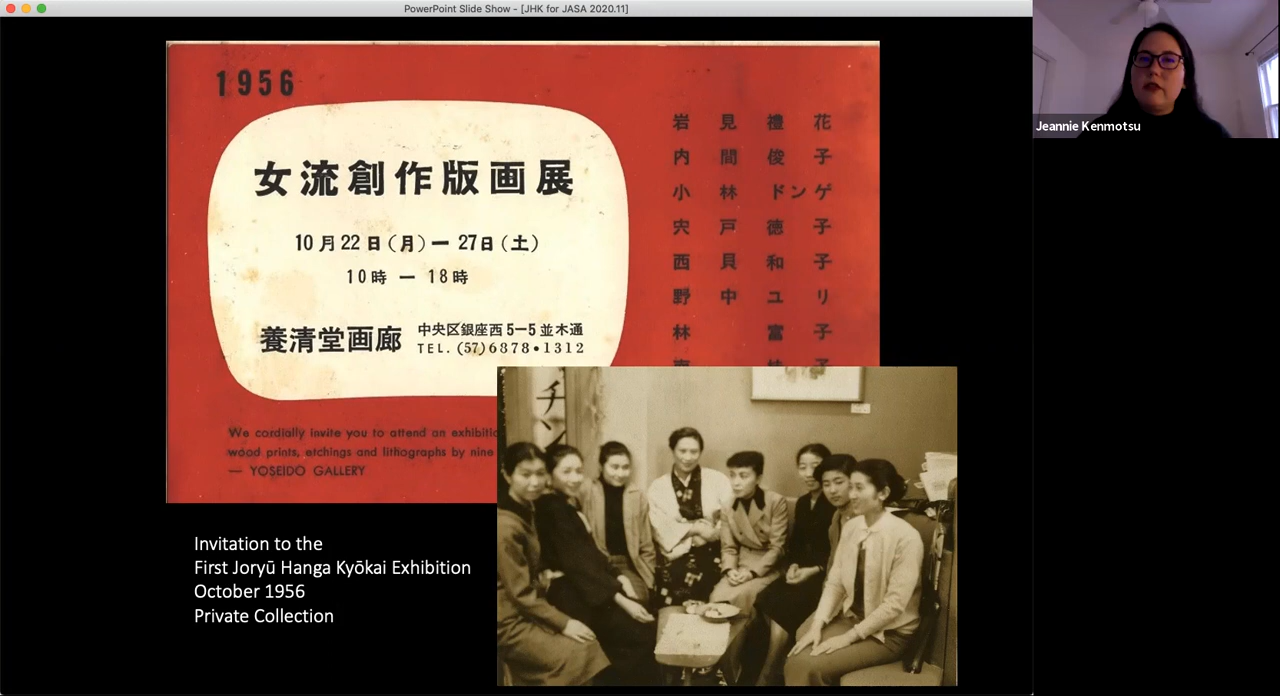 PowerPoint Slide Show - [JHK for JASA 2020.11]
1956
女流創作版画展
10月22日(月)ー27日(土)
10時 ー 18時
養清堂画廊
中央区銀座西5-5並木通
TEL. (57)6878•1312
岩見禮花
内間俊子
小林ドンゲ
宍戸徳子
西貝和子
野中ユリ
林富子
We cordially invite you to attend an
wood prints, etchings and lithographs by nine
— YOSEIDO GALLERY
チン
Invitation to the
First Joryū Hanga Kyōkai Exhibition
October 1956
Private Collection
Jeannie Kenmotsu